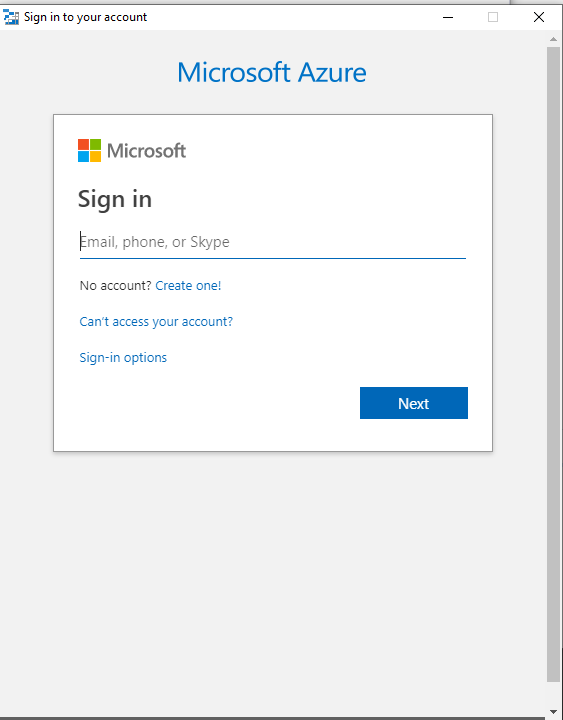 Sign in to your account
Microsoft Azure
Microsoft
Sign in
Email, phone, or Skype
No account? Create one!
Can't access your account?
Sign-in options
Next